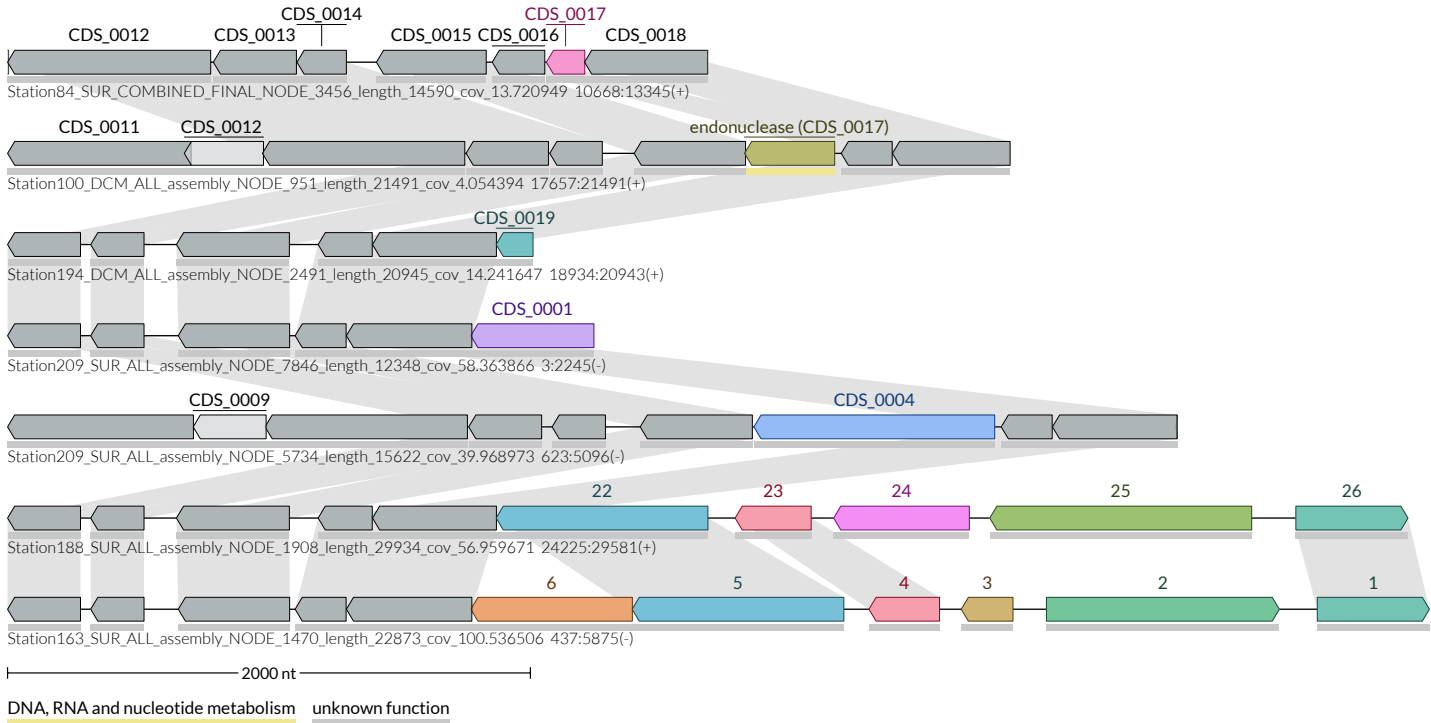 CDS_0014 CDS_0017
CDS_0012 CDS_0013 CDS_0015 CDS_0016 CDS_0018
Station84_SUR_COMBINED_FINAL_NODE_3456_length_14590_cov_13.720949 10668:13345(+)
CDS_0011 CDS_0012 endonuclease (CDS_0017)
Station100_DCM_ALL_assembly_NODE_951_length_21491_cov_4.054394 17657:21491(+)
CDS_0019
Station194_DCM_ALL_assembly_NODE_2491_length_20945_cov_14.241647 18934:20943(+)
CDS_0001
Station209_SUR_ALL_assembly_NODE_7846_length_12348_cov_58.363866 3:2245(-)
CDS_0009 CDS_0004
Station209_SUR_ALL_assembly_NODE_5734_length_15622_cov_39.968973 623:5096(-)
22 23 24 25 26
Station188_SUR_ALL_assembly_NODE_1908_length_29934_cov_56.959671 24225:29581(+)
6 5 4 3 2 1
Station163_SUR_ALL_assembly_NODE_1470_length_22873_cov_100.536506 437:5875(-)
2000 nt
DNA, RNA and nucleotide metabolism unknown function